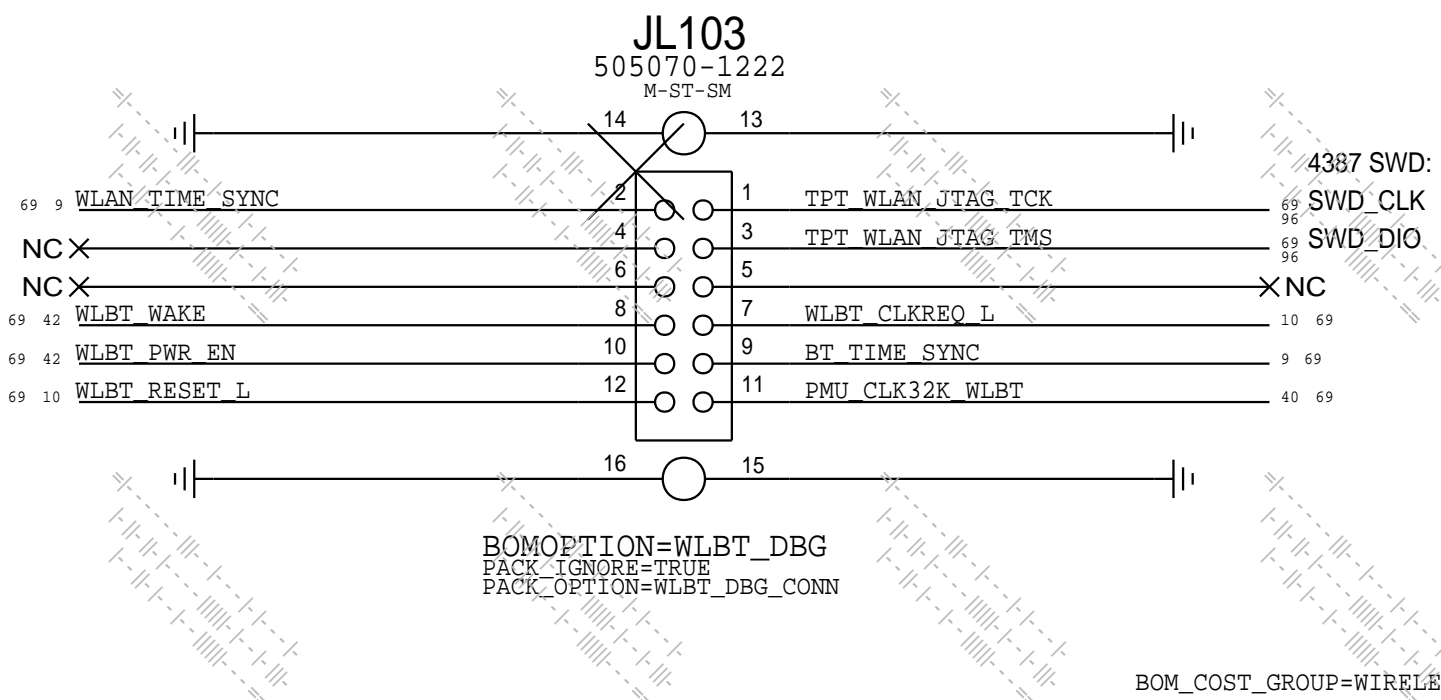 JL103
505070-1222
M-ST-SM
14 13
4387 SWD:
69 9 WLAN_TIME_SYNC 2 1 TPT_WLAN_JTAG_TCK 69 96 SWD_CLK
NC 4 3 TPT_WLAN_JTAG_TMS 69 96 SWD_DIO
NC 6 5 NC
69 42 WLBT_WAKE 8 7 WLBT_CLKREQ_L 10 69
69 42 WLBT_PWR_EN 10 9 BT_TIME_SYNC 9 69
69 10 WLBT_RESET_L 12 11 PMU_CLK32K_WLBT 40 69
16 15
BOMOPTION=WLBT_DBG
PACK_IGNORE=TRUE
PACK_OPTION=WLBT_DBG_CONN
BOM_COST_GROUP=WIRELE